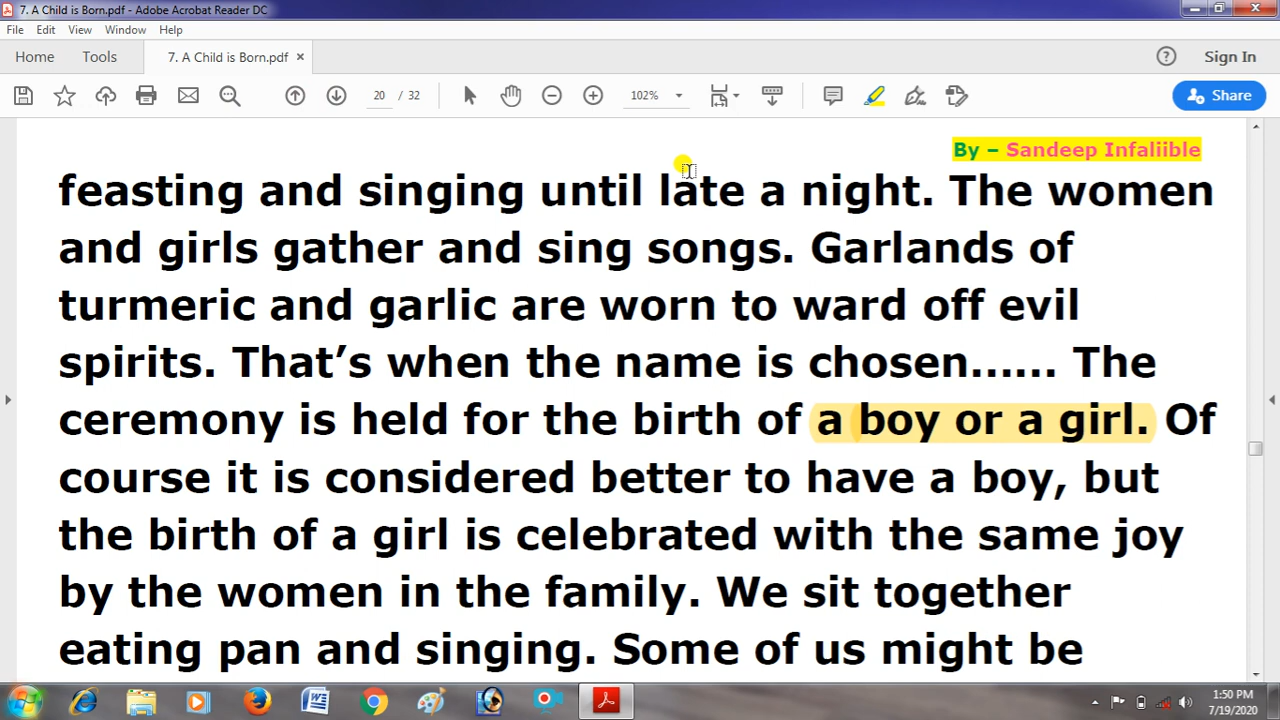 7. A Child is Born.pdf - Adobe Acrobat Reader DC
File Edit View Window Help
Home Tools 7. A Child is Born.pdf × Sign In
20 / 32 102% Share
By – Sandeep Infaliible
feasting and singing until late a night. The women
and girls gather and sing songs. Garlands of
turmeric and garlic are worn to ward off evil
spirits. That’s when the name is chosen…… The
ceremony is held for the birth of a boy or a girl. Of
course it is considered better to have a boy, but
the birth of a girl is celebrated with the same joy
by the women in the family. We sit together
eating pan and singing. Some of us might be
1:50 PM
7/19/2020